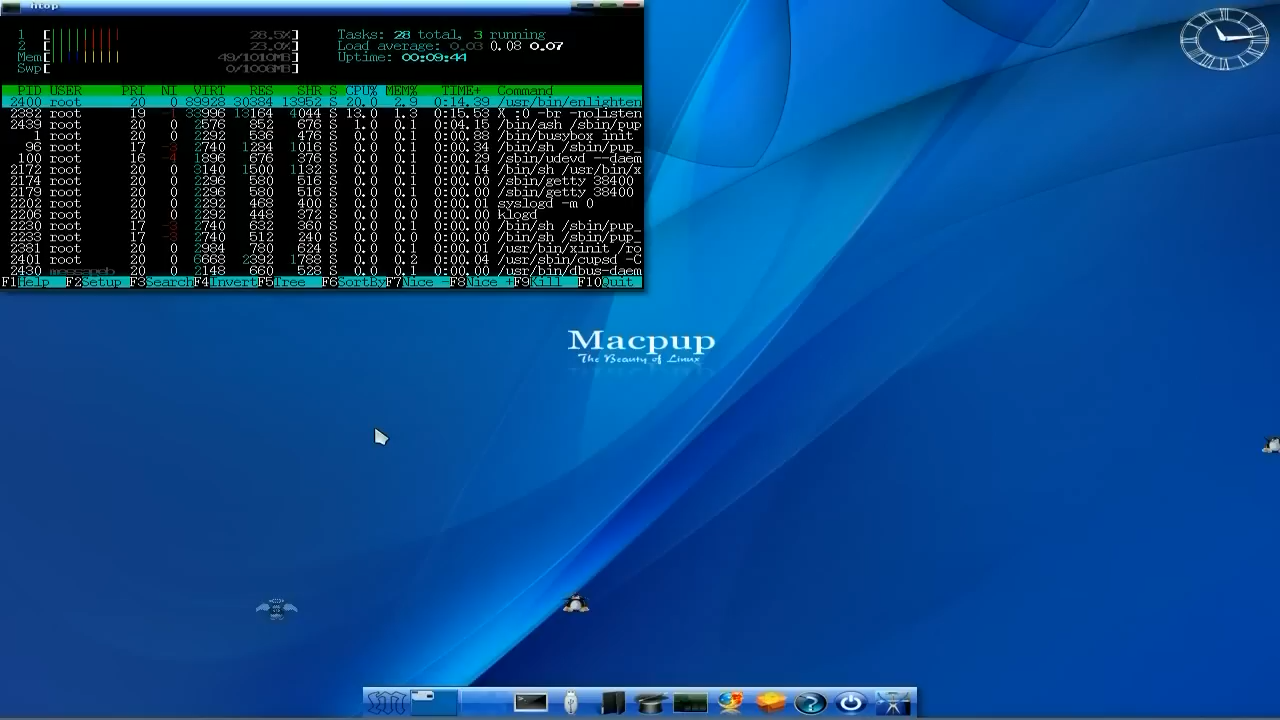 htop
1 [|||||||||| 28.5%]
2 [|||||||||| 23.0%]
Mem[|||||||||| 49/1010MB]
Swp[ 0/1006MB]
Tasks: 28 total, 3 running
Load average: 0.03 0.08 0.07
Uptime: 00:09:44
PID USER PRI NI VIRT RES SHR S CPU% MEM% TIME+ Command
2400 root 20 0 89928 30384 13952 S 20.0 2.9 0:14.39 /usr/bin/enlighten
2382 root 19 -1 33996 13164 4044 S 13.0 1.3 0:15.53 X :0 -br -nolisten
2439 root 20 0 2576 852 676 S 1.0 0.1 0:04.15 /bin/ash /sbin/pup
1 root 20 0 2292 536 476 S 0.0 0.1 0:00.88 /bin/busybox init
96 root 17 -3 2740 1284 1016 S 0.0 0.1 0:00.34 /bin/sh /sbin/pup_
100 root 16 -4 1896 676 376 S 0.0 0.1 0:00.29 /sbin/udevd --daem
2172 root 20 0 3140 1500 1132 S 0.0 0.1 0:00.14 /bin/sh /usr/bin/x
2174 root 20 0 2296 580 516 S 0.0 0.1 0:00.00 /sbin/getty 38400
2179 root 20 0 2296 580 516 S 0.0 0.1 0:00.00 /sbin/getty 38400
2202 root 20 0 2292 468 400 S 0.0 0.0 0:00.01 syslogd -m 0
2206 root 20 0 2292 448 372 S 0.0 0.0 0:00.00 klogd
2230 root 17 -3 2740 632 360 S 0.0 0.1 0:00.00 /bin/sh /sbin/pup_
2233 root 17 -3 2740 512 240 S 0.0 0.0 0:00.00 /bin/sh /sbin/pup_
2381 root 20 0 2984 780 624 S 0.0 0.1 0:00.00 /usr/bin/xinit /ro
2401 root 20 0 6668 2392 1788 S 0.0 0.2 0:00.04 /usr/sbin/cupsd -C
2430 messageb 20 0 2148 660 528 S 0.0 0.1 0:00.00 /usr/bin/dbus-daem
F1Help F2Setup F3SearchF4InvertF5Tree F6SortByF7Nice -F8Nice +F9Kill F10Quit
Macpup
The Beauty of Linux